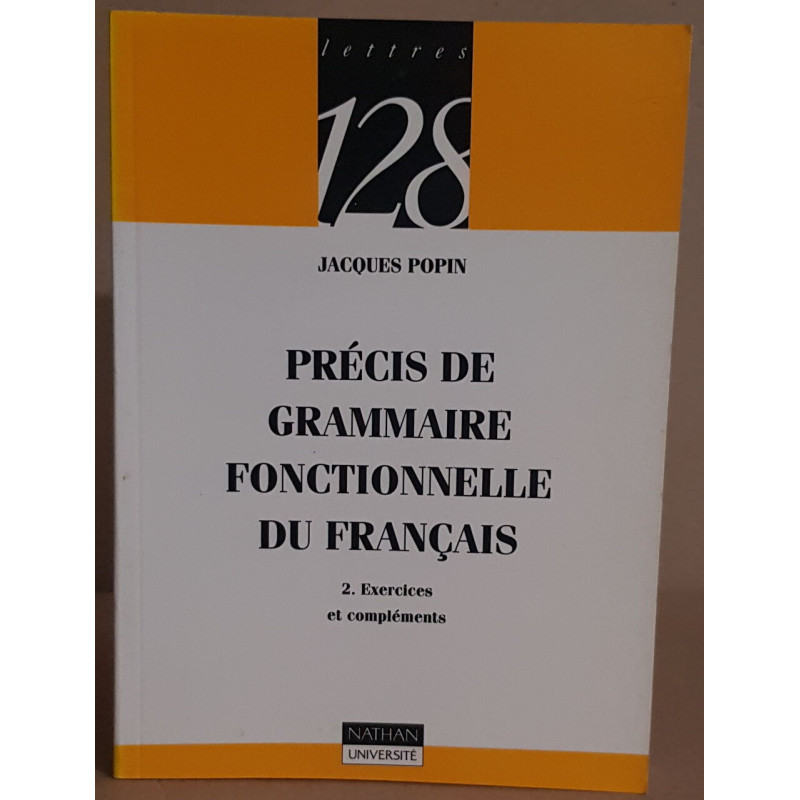 lettres
128
JACQUES POPIN
PRÉCIS DE
GRAMMAIRE
FONCTIONNELLE
DU FRANÇAIS
2. Exercices
et compléments
NATHAN
UNIVERSITÉ